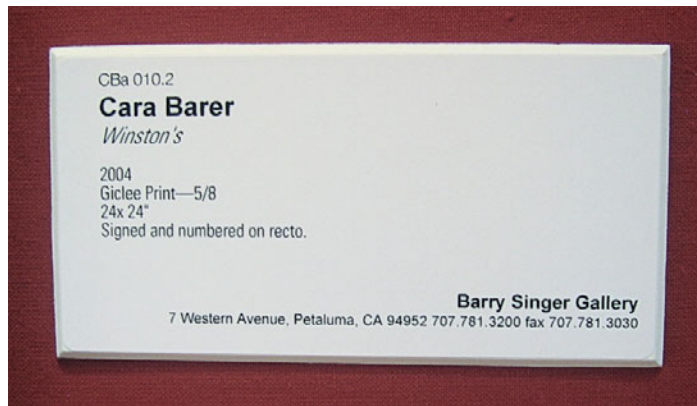 CBa 010.2
Cara Barer
Winston's
2004
Giclee Print—5/8
24x 24"
Signed and numbered on recto.
Barry Singer Gallery
7 Western Avenue, Petaluma, CA 94952 707.781.3200 fax 707.781.3030